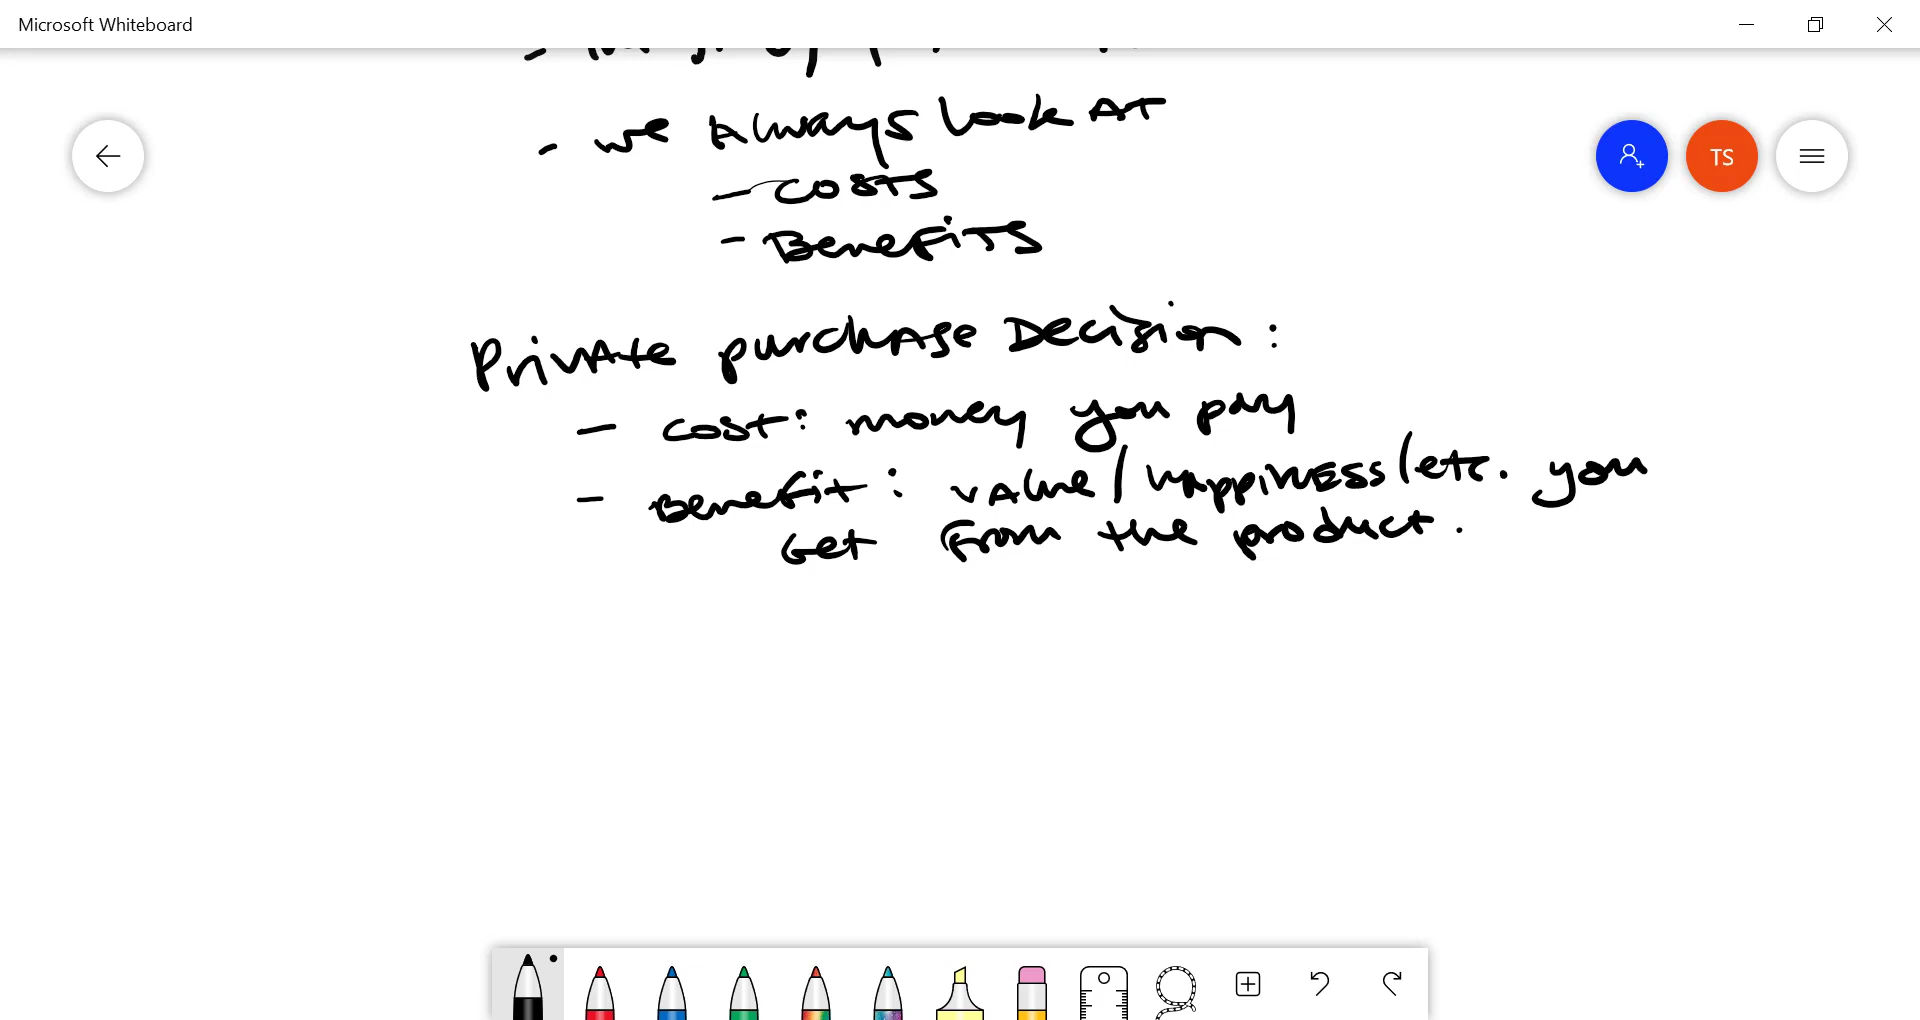 Microsoft Whiteboard
- we Always look At
- costs
- Benefits
TS
Private purchase Decision:
- cost: money you pay
- Benefit: value/happiness/etc. you
Get from the product.